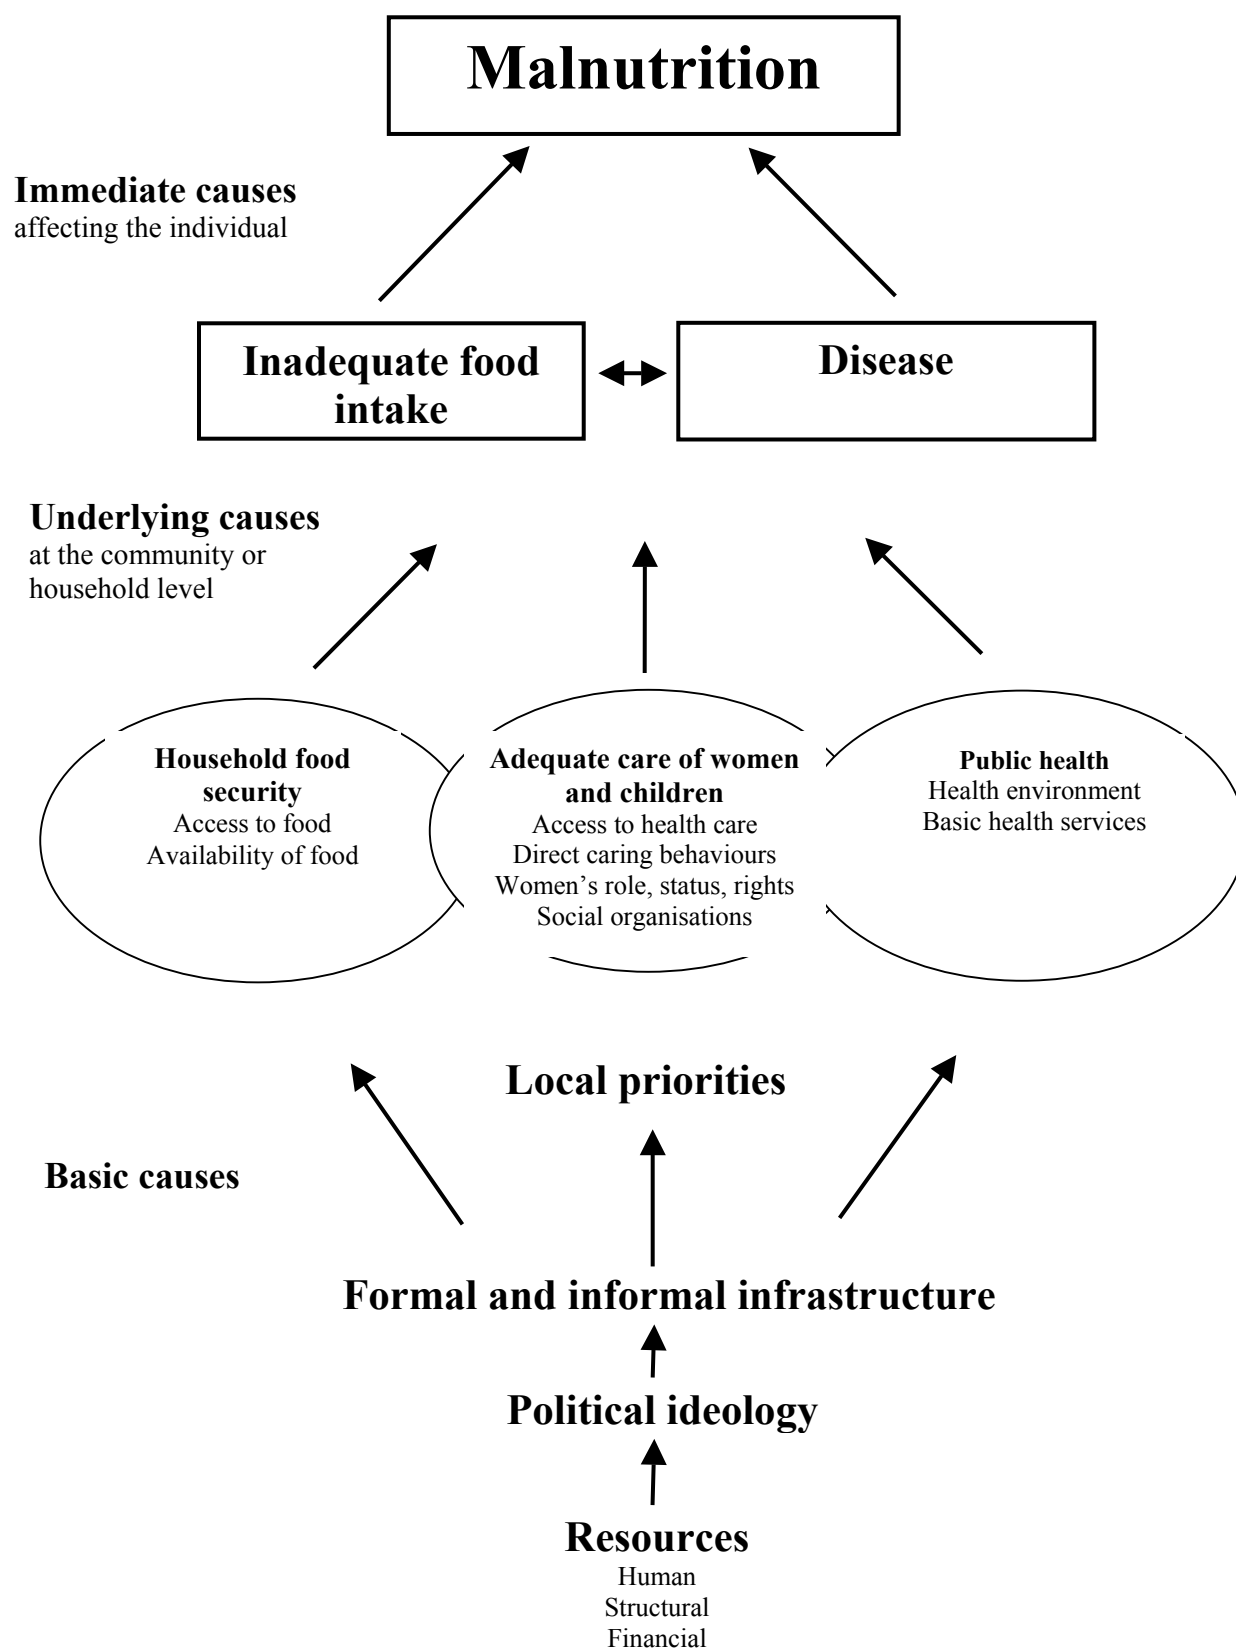 Malnutrition
Immediate causes
affecting the individual
Inadequate food
intake
Disease
Underlying causes
at the community or
household level
Household food
security
Access to food
Availability of food
Adequate care of women
and children
Access to health care
Direct caring behaviours
Women’s role, status, rights
Social organisations
Public health
Health environment
Basic health services
Local priorities
Basic causes
Formal and informal infrastructure
Political ideology
Resources
Human
Structural
Financial